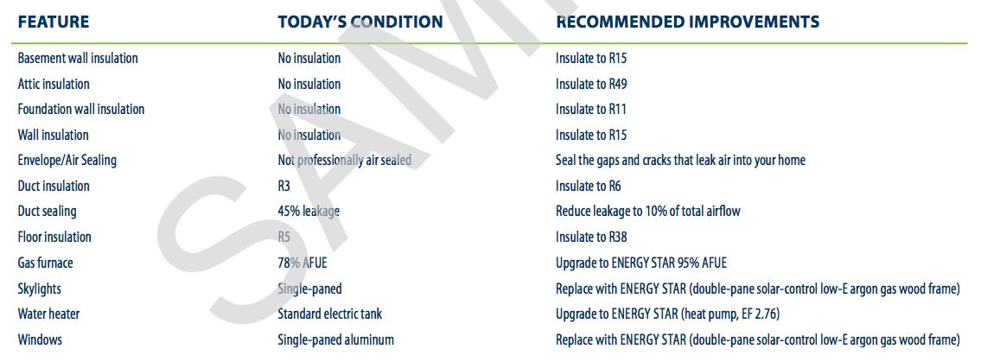 FEATURE TODAY'S CONDITION RECOMMENDED IMPROVEMENTS
Basement wall insulation No insulation Insulate to R15
Attic insulation No insulation Insulate to R49
Foundation wall insulation No insulation Insulate to R11
Wall insulation No insulation Insulate to R15
Envelope/Air Sealing Not professionally air sealed Seal the gaps and cracks that leak air into your home
Duct insulation R3 Insulate to R6
Duct sealing 45% leakage Reduce leakage to 10% of total airflow
Floor insulation R5 Insulate to R38
Gas furnace 78% AFUE Upgrade to ENERGY STAR 95% AFUE
Skylights Single-paned Replace with ENERGY STAR (double-pane solar-control low-E argon gas wood frame)
Water heater Standard electric tank Upgrade to ENERGY STAR (heat pump, EF 2.76)
Windows Single-paned aluminum Replace with ENERGY STAR (double-pane solar-control low-E argon gas wood frame)
SAM